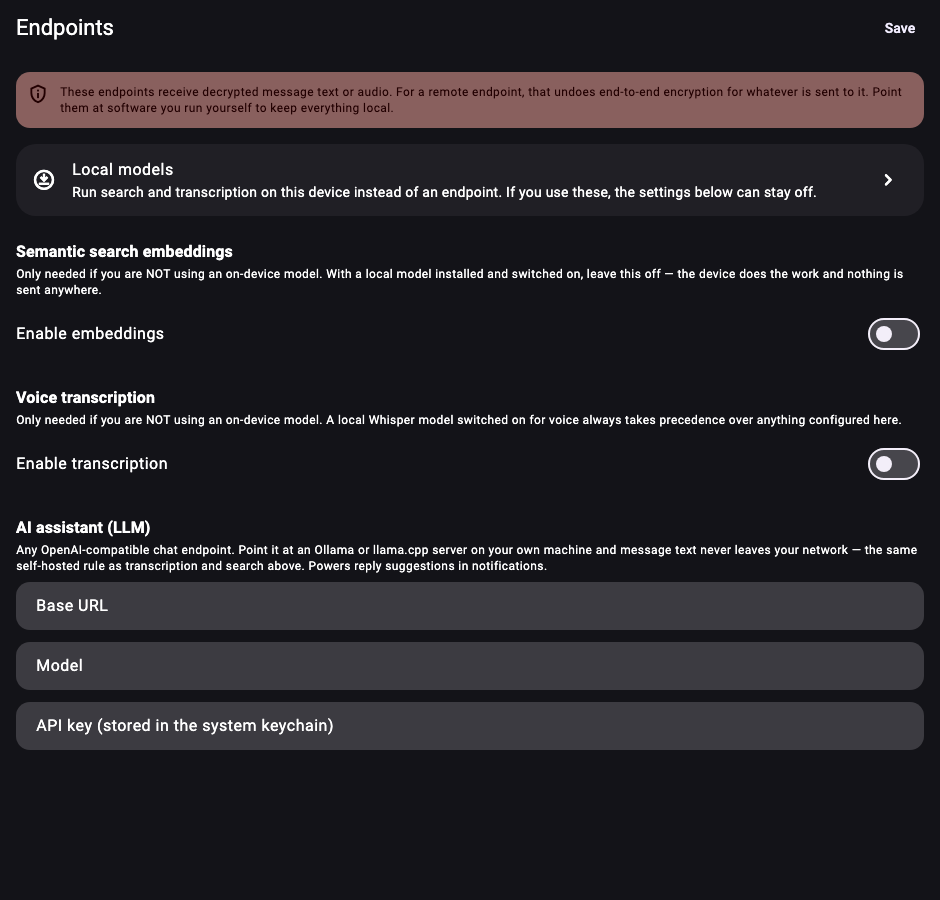 Endpoints
Save
These endpoints receive decrypted message text or audio. For a remote endpoint, that undoes end-to-end encryption for whatever is sent to it. Point
them at software you run yourself to keep everything local.
Local models
Run search and transcription on this device instead of an endpoint. If you use these, the settings below can stay off.
Semantic search embeddings
Only needed if you are NOT using an on-device model. With a local model installed and switched on, leave this off — the device does the work and nothing is
sent anywhere.
Enable embeddings
Voice transcription
Only needed if you are NOT using an on-device model. A local Whisper model switched on for voice always takes precedence over anything configured here.
Enable transcription
AI assistant (LLM)
Any OpenAI-compatible chat endpoint. Point it at an Ollama or llama.cpp server on your own machine and message text never leaves your network — the same
self-hosted rule as transcription and search above. Powers reply suggestions in notifications.
Base URL
Model
API key (stored in the system keychain)